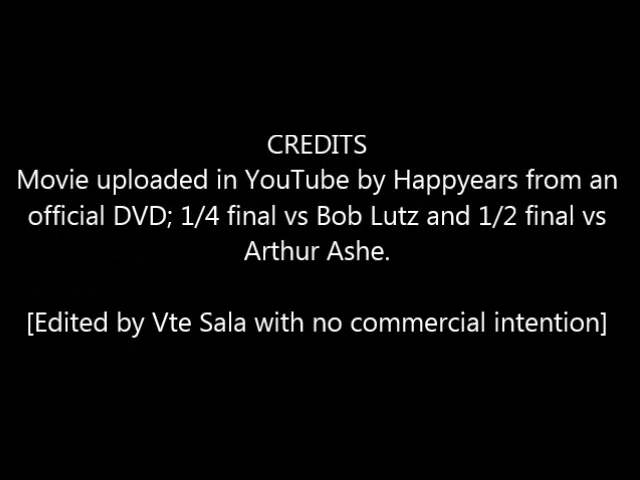 CREDITS
Movie uploaded in YouTube by Happyears from an
official DVD; 1/4 final vs Bob Lutz and 1/2 final vs
Arthur Ashe.
[Edited by Vte Sala with no commercial intention]